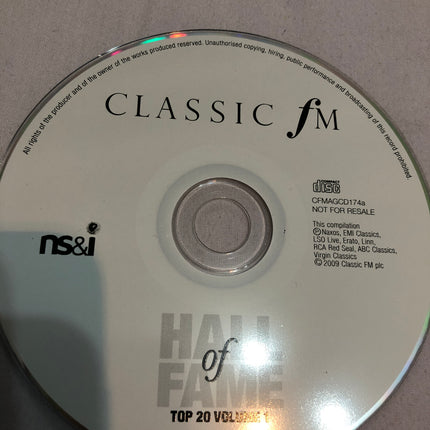 All rights of the producer and of the owner of the works produced reserved. Unauthorised copying, hiring, public performance and broadcasting of this record prohibited.
CLASSIC fM
COMPACT
disc
CFMAGCD174a
NOT FOR RESALE
ns&i
This compilation
Ⓟ Naxos, EMI Classics,
LSO Live, Erato, Linn,
RCA Red Seal, ABC Classics,
Virgin Classics
© 2009 Classic FM plc
HALL
of
FAME
TOP 20 VOLUME 1